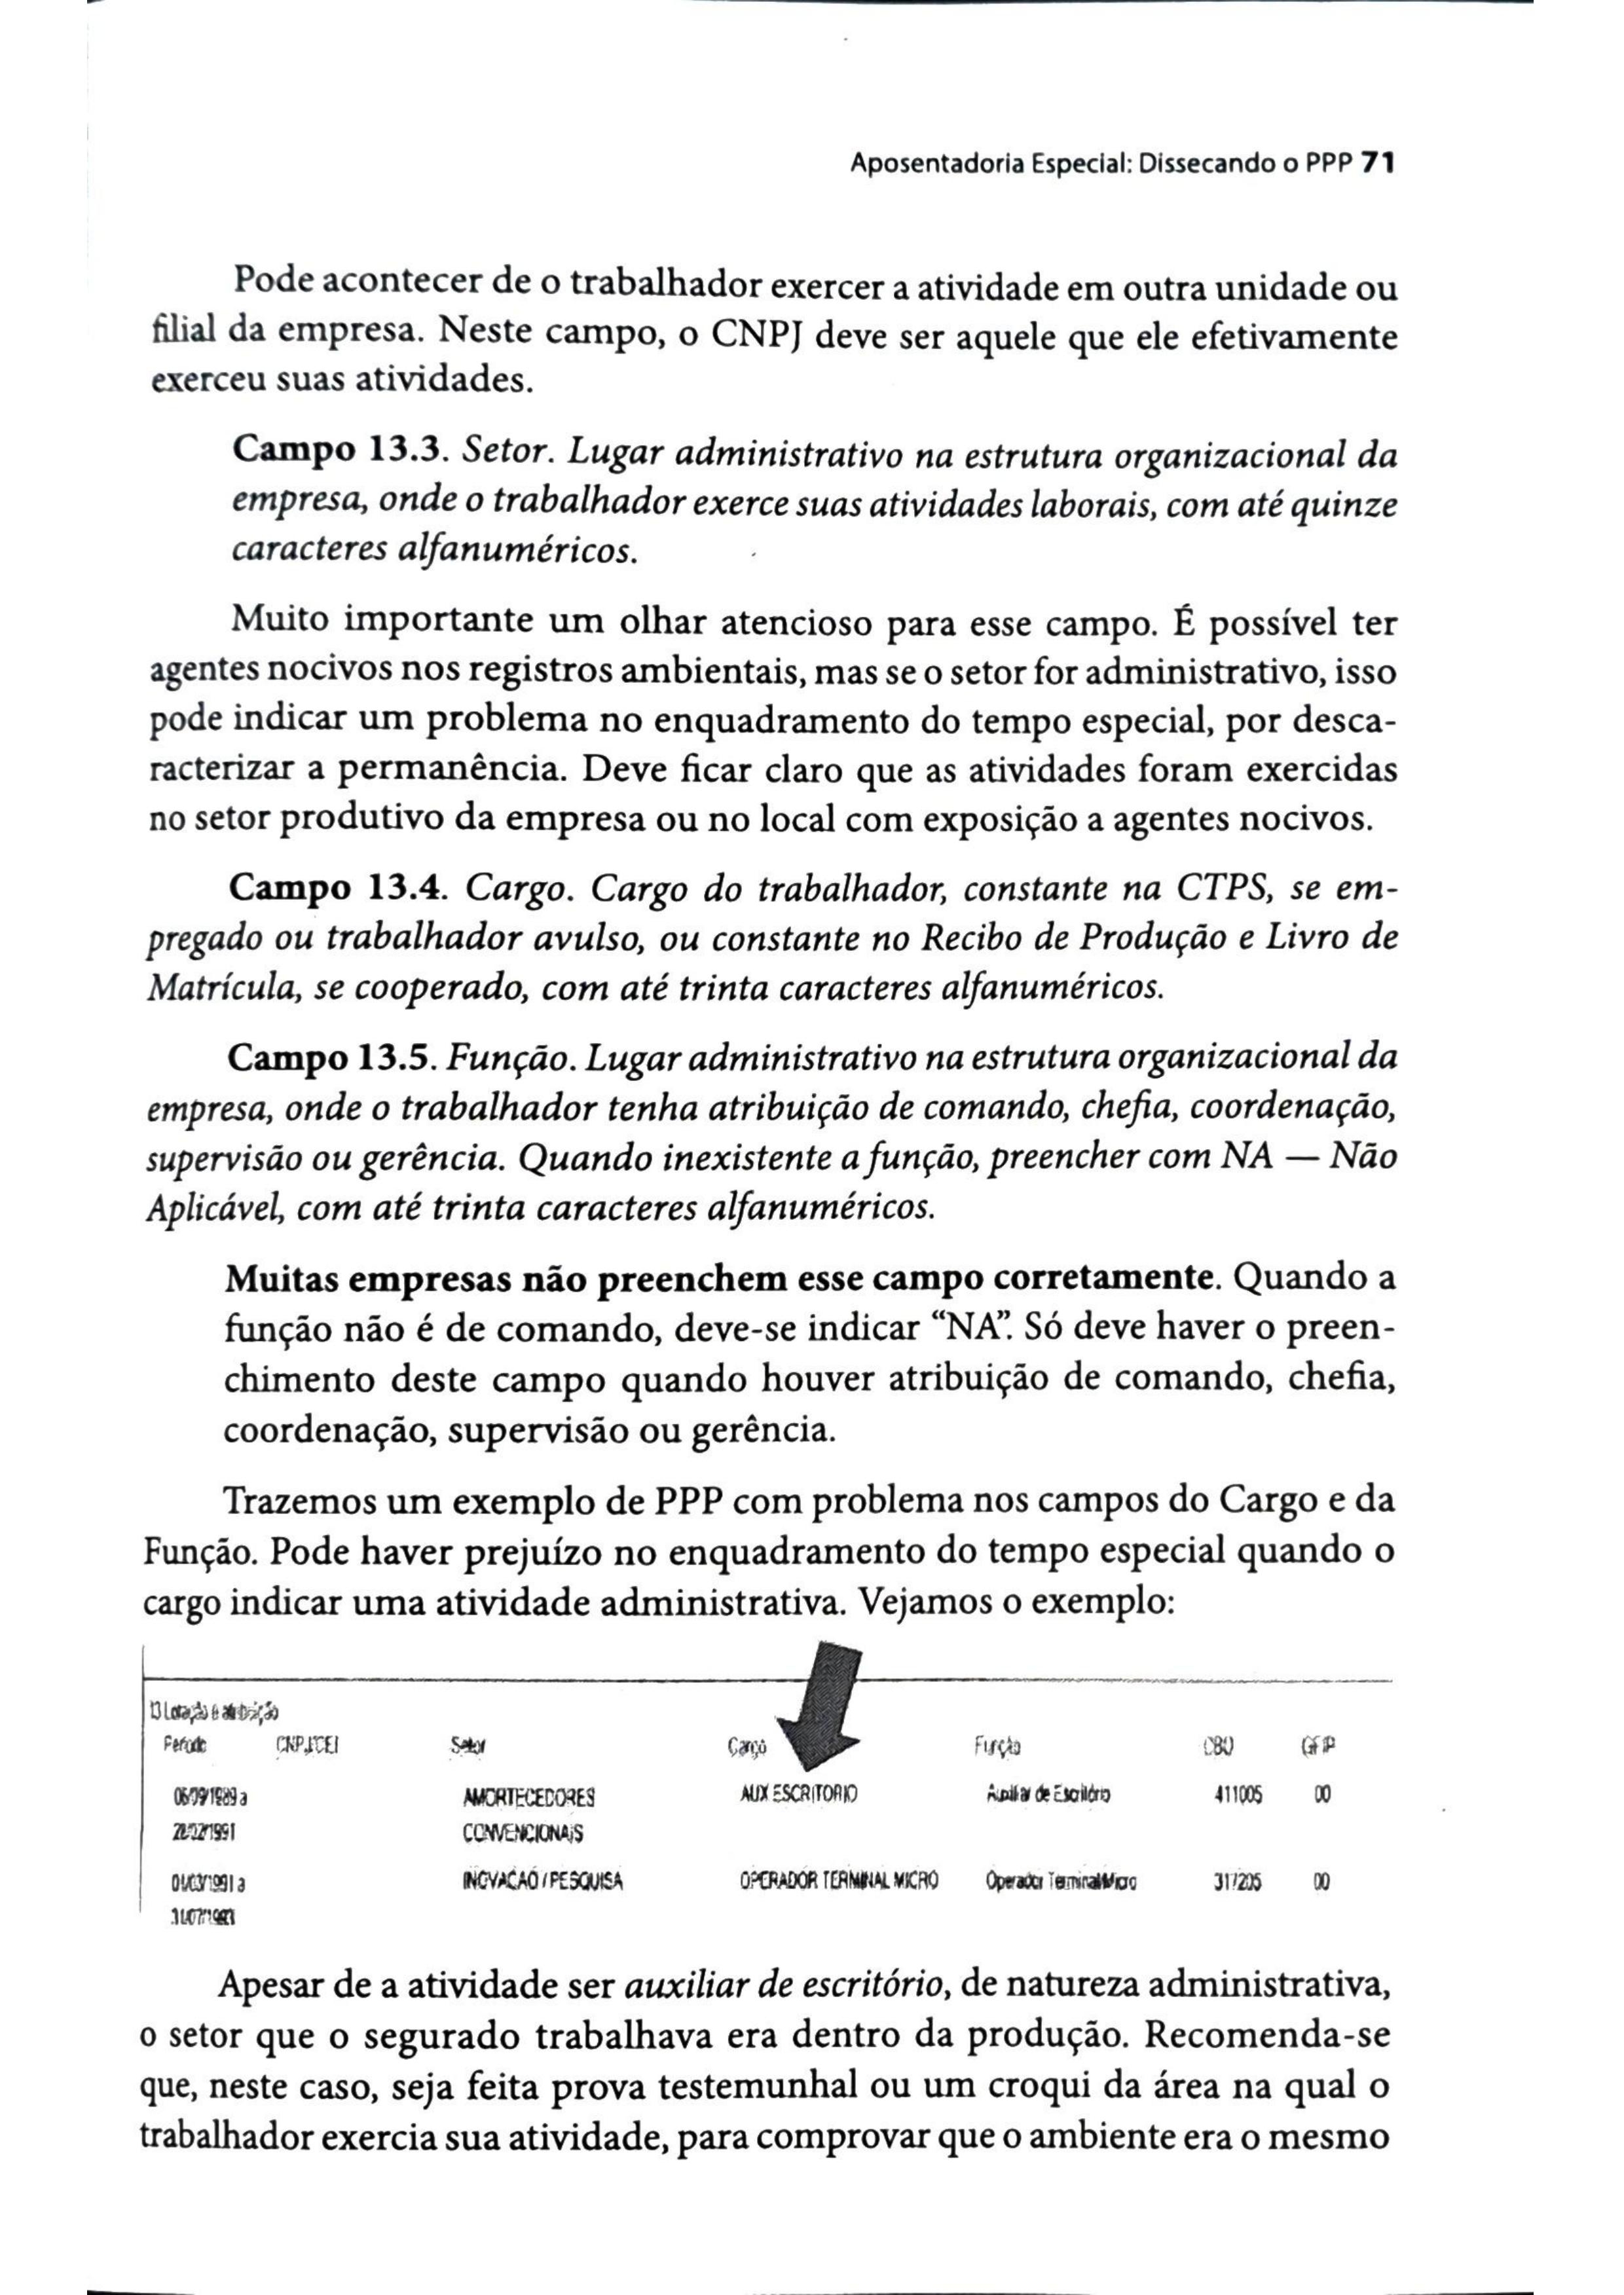 Aposentadoria Especial: Dissecando o PPP 71
Pode acontecer de o trabalhador exercer a atividade em outra unidade ou
filial da empresa. Neste campo, o CNPJ deve ser aquele que ele efetivamente
exerceu suas atividades.
Campo 13.3. Setor. Lugar administrativo na estrutura organizacional da
empresa, onde o trabalhador exerce suas atividades laborais, com até quinze
caracteres alfanuméricos.
Muito importante um olhar atencioso para esse campo. É possível ter
agentes nocivos nos registros ambientais, mas se o setor for administrativo, isso
pode indicar um problema no enquadramento do tempo especial, por desca-
racterizar a permanência. Deve ficar claro que as atividades foram exercidas
no setor produtivo da empresa ou no local com exposição a agentes nocivos.
Campo 13.4. Cargo. Cargo do trabalhador, constante na CTPS, se em-
pregado ou trabalhador avulso, ou constante no Recibo de Produção e Livro de
Matrícula, se cooperado, com até trinta caracteres alfanuméricos.
Campo 13.5. Função. Lugar administrativo na estrutura organizacional da
empresa, onde o trabalhador tenha atribuição de comando, chefia, coordenação,
supervisão ou gerência. Quando inexistente a função, preencher com NA — Não
Aplicável, com até trinta caracteres alfanuméricos.
Muitas empresas não preenchem esse campo corretamente. Quando a
função não é de comando, deve-se indicar “NA”. Só deve haver o preen-
chimento deste campo quando houver atribuição de comando, chefia,
coordenação, supervisão ou gerência.
Trazemos um exemplo de PPP com problema nos campos do Cargo e da
Função. Pode haver prejuízo no enquadramento do tempo especial quando o
cargo indicar uma atividade administrativa. Vejamos o exemplo:
13 Lotação e atribuição
Período CNPJ/CEI Setor Cargo Função CBO GFIP
06/09/1989 a AMORTECEDORES AUX ESCRITORIO Auxiliar de Escritório 411005 00
28/02/1991 CONVENCIONAIS
01/03/1991 a INOVACAO / PESQUISA OPERADOR TERMINAL MICRO Operador Terminal Micro 317205 00
Apesar de a atividade ser auxiliar de escritório, de natureza administrativa,
o setor que o segurado trabalhava era dentro da produção. Recomenda-se
que, neste caso, seja feita prova testemunhal ou um croqui da área na qual o
trabalhador exercia sua atividade, para comprovar que o ambiente era o mesmo